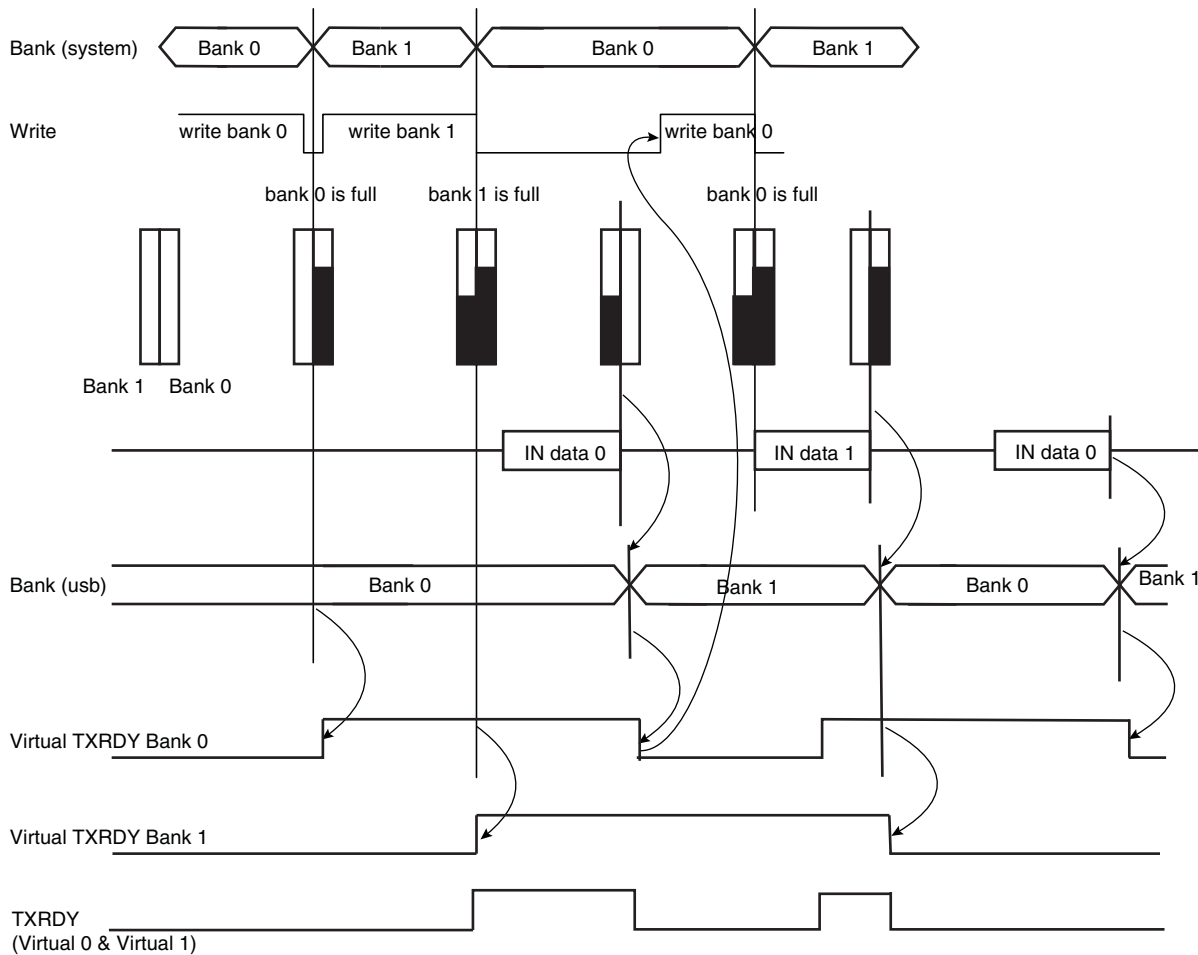 Bank (system)
Bank 0
Bank 1
Bank 0
Bank 1
Write
write bank 0
write bank 1
write bank 0
bank 0 is full
bank 1 is full
bank 0 is full
Bank 1
Bank 0
IN data 0
IN data 1
IN data 0
Bank (usb)
Bank 0
Bank 1
Bank 0
Bank 1
Virtual TXRDY Bank 0
Virtual TXRDY Bank 1
TXRDY
(Virtual 0 & Virtual 1)